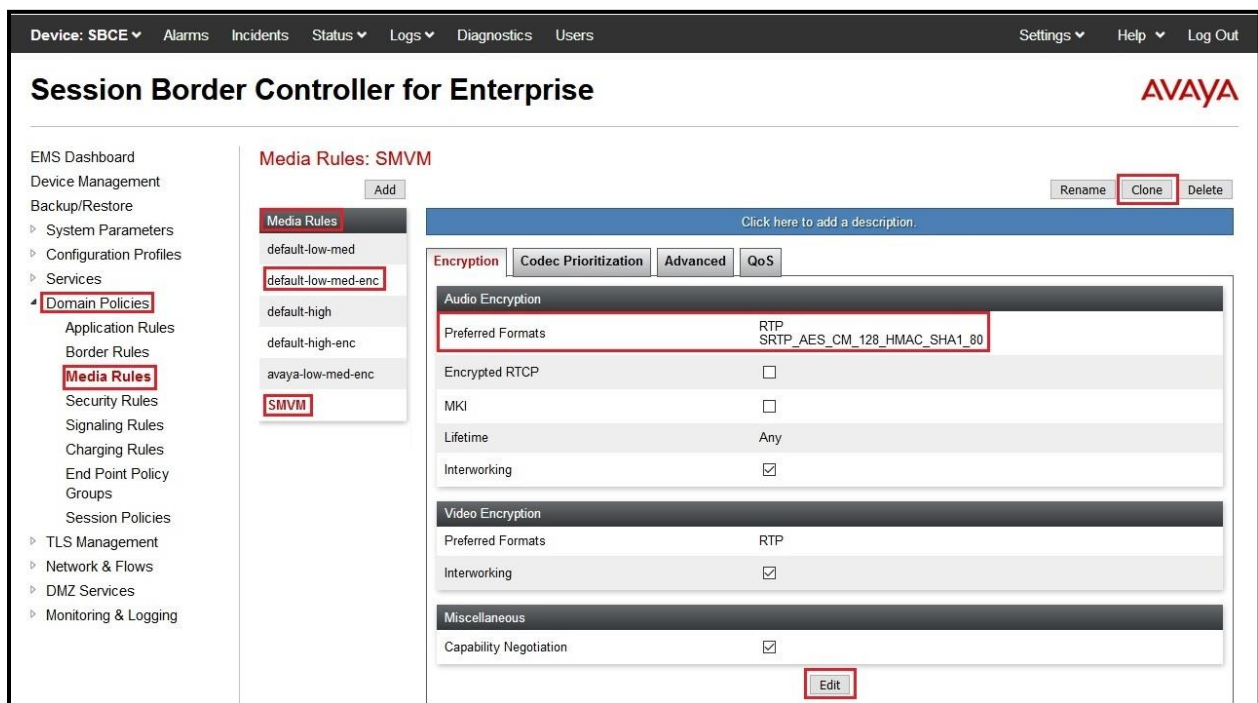 Device: SBCE Alarms Incidents Status Logs Diagnostics Users Settings Help Log Out
Session Border Controller for Enterprise
AVAYA
EMS Dashboard
Device Management
Backup/Restore
System Parameters
Configuration Profiles
Services
Domain Policies
Application Rules
Border Rules
Media Rules
Security Rules
Signaling Rules
Charging Rules
End Point Policy
Groups
Session Policies
TLS Management
Network & Flows
DMZ Services
Monitoring & Logging
Media Rules: SMVM
Add
Rename Clone Delete
Media Rules
default-low-med
default-low-med-enc
default-high
default-high-enc
avaya-low-med-enc
SMVM
Click here to add a description.
Encryption Codec Prioritization Advanced QoS
Audio Encryption
Preferred Formats RTP
SRTP_AES_CM_128_HMAC_SHA1_80
Encrypted RTCP
MKI
Lifetime Any
Interworking
Video Encryption
Preferred Formats RTP
Interworking
Miscellaneous
Capability Negotiation
Edit